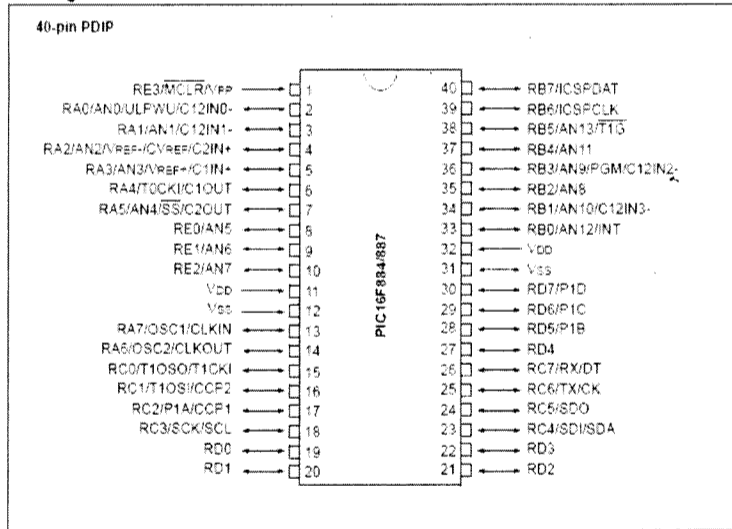 40-pin PDIP
RE3/MCLR/VPP 1 40 RB7/ICSPDAT
RA0/AN0/ULPWU/C12IN0- 2 39 RB6/ICSPCLK
RA1/AN1/C12IN1- 3 38 RB5/AN13/T1G
RA2/AN2/VREF-/CVREF/C2IN+ 4 37 RB4/AN11
RA3/AN3/VREF+/C1IN+ 5 36 RB3/AN9/PGM/C12IN2-
RA4/T0CKI/C1OUT 6 35 RB2/AN8
RA5/AN4/SS/C2OUT 7 34 RB1/AN10/C12IN3-
RE0/AN5 8 33 RB0/AN12/INT
RE1/AN6 9 32 VDD
RE2/AN7 10 31 VSS
VDD 11 30 RD7/P1D
VSS 12 29 RD6/P1C
RA7/OSC1/CLKIN 13 28 RD5/P1B
RA6/OSC2/CLKOUT 14 27 RD4
RC0/T1OSO/T1CKI 15 26 RC7/RX/DT
RC1/T1OSI/CCP2 16 25 RC6/TX/CK
RC2/P1A/CCP1 17 24 RC5/SDO
RC3/SCK/SCL 18 23 RC4/SDI/SDA
RD0 19 22 RD3
RD1 20 21 RD2
PIC16F884/887